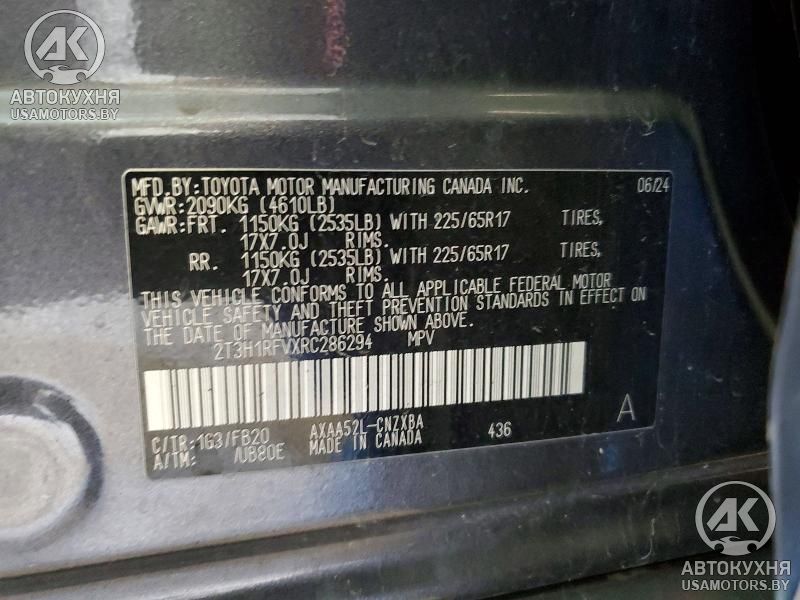 AK
АВТОКУХНЯ
USAMOTORS.BY
MFD.BY:TOYOTA MOTOR MANUFACTURING CANADA INC. 06/24
GVWR:2090KG (4610LB)
GAWR:FRT. 1150KG (2535LB) WITH 225/65R17 TIRES,
17X7.0J RIMS.
RR. 1150KG (2535LB) WITH 225/65R17 TIRES,
17X7.0J RIMS.
THIS VEHICLE CONFORMS TO ALL APPLICABLE FEDERAL MOTOR
VEHICLE SAFETY AND THEFT PREVENTION STANDARDS IN EFFECT ON
THE DATE OF MANUFACTURE SHOWN ABOVE.
2T3H1RFVXRC286294 MPV
A
C/TR:1G3/FB20 AXAA52L-CNZXBA 436
A/TM: /UB80E MADE IN CANADA
AK
АВТОКУХНЯ
USAMOTORS.BY